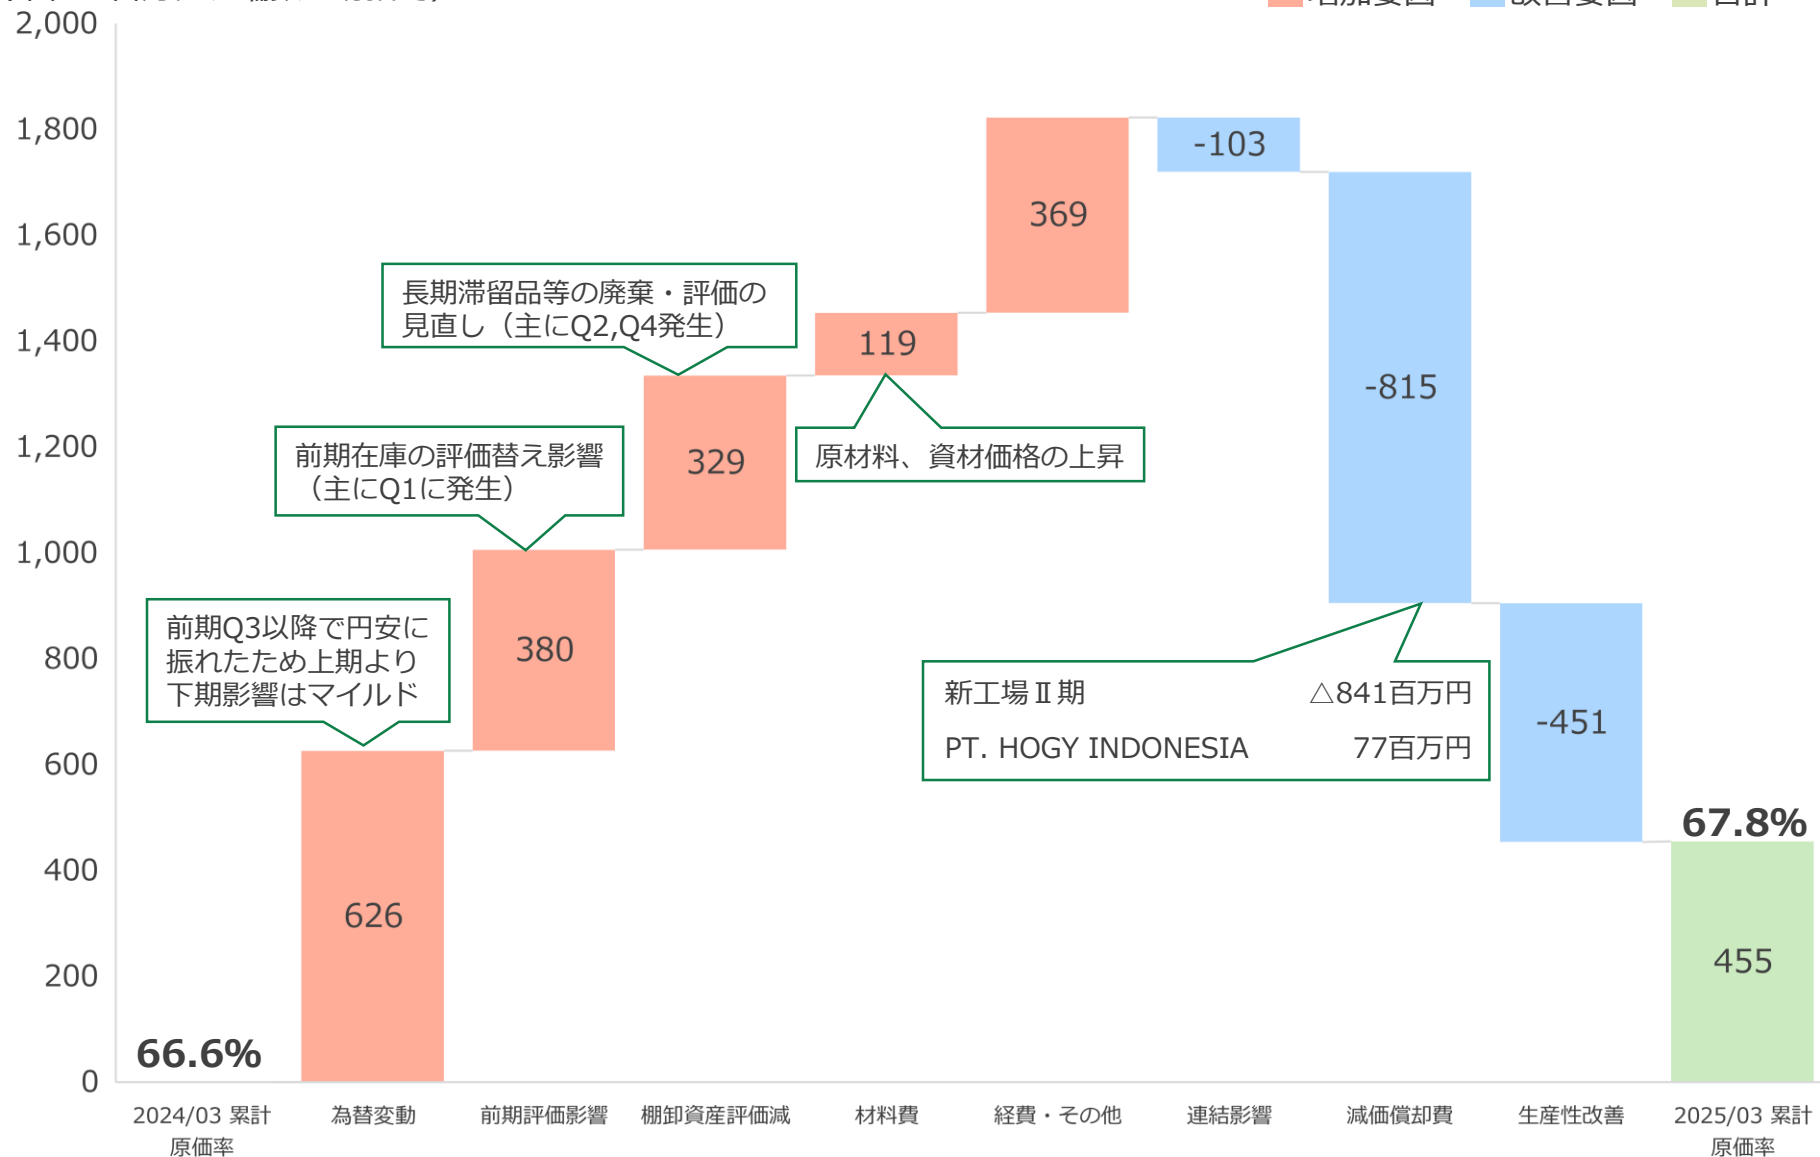 2,000
1,800
1,600
1,400
1,200
1,000
800
600
400
200
0
66.6%
626
380
329
119
369
-103
-815
-451
67.8%
455
前期Q3以降で円安に
振れたため上期より
下期影響はマイルド
前期在庫の評価替え影響
（主にQ1に発生）
長期滞留品等の廃棄・評価の
見直し（主にQ2,Q4発生）
原材料、資材価格の上昇
新工場Ⅱ期 △841百万円
PT. HOGY INDONESIA 77百万円
2024/03 累計
原価率
為替変動
前期評価影響
棚卸資産評価減
材料費
経費・その他
連結影響
減価償却費
生産性改善
2025/03 累計
原価率